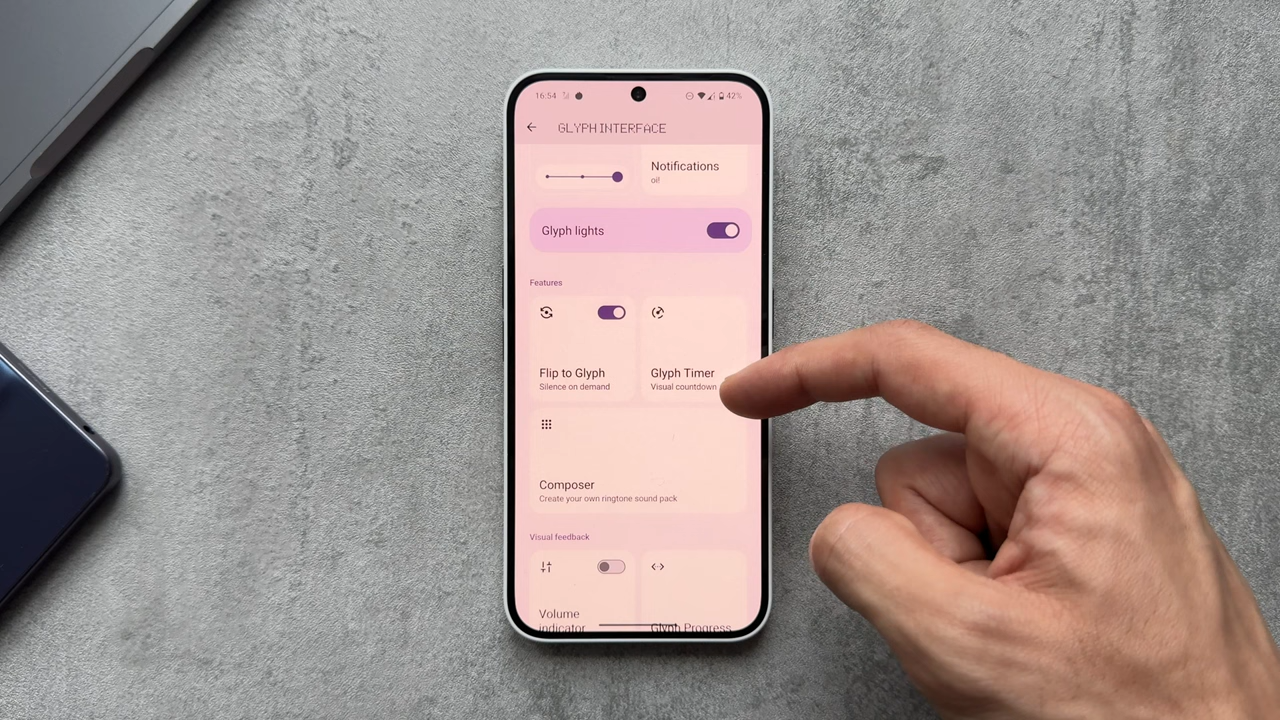 16:54
42%
GLYPH INTERFACE
Notifications
oi!
Glyph lights
Features
Flip to Glyph
Silence on demand
Glyph Timer
Visual countdown
Composer
Create your own ringtone sound pack
Visual feedback
Volume
indicator
Glyph Progress